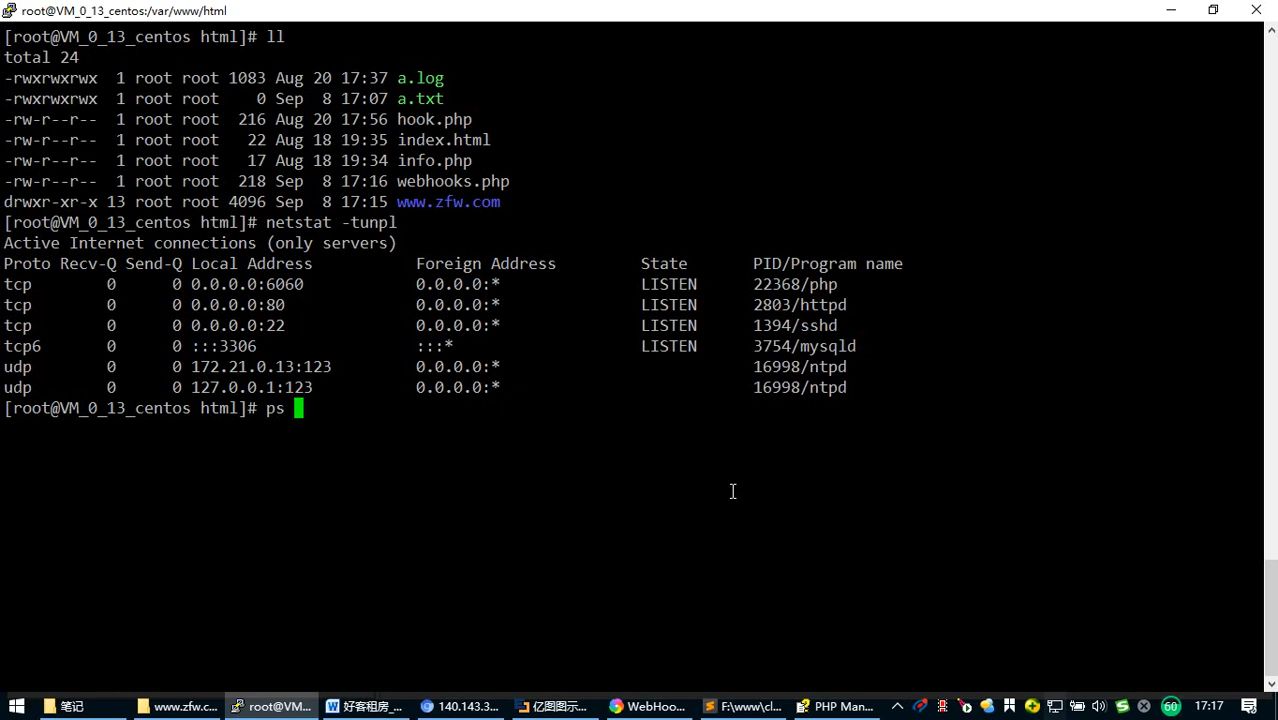 root@VM_0_13_centos:/var/www/html
[root@VM_0_13_centos html]# ll
total 24
-rwxrwxrwx  1 root root 1083 Aug 20 17:37 a.log
-rwxrwxrwx  1 root root    0 Sep  8 17:07 a.txt
-rw-r--r--  1 root root  216 Aug 20 17:56 hook.php
-rw-r--r--  1 root root   22 Aug 18 19:35 index.html
-rw-r--r--  1 root root   17 Aug 18 19:34 info.php
-rw-r--r--  1 root root  218 Sep  8 17:16 webhooks.php
drwxr-xr-x 13 root root 4096 Sep  8 17:15 www.zfw.com
[root@VM_0_13_centos html]# netstat -tunpl
Active Internet connections (only servers)
Proto Recv-Q Send-Q Local Address           Foreign Address         State       PID/Program name
tcp        0      0 0.0.0.0:6060            0.0.0.0:*               LISTEN      22368/php
tcp        0      0 0.0.0.0:80              0.0.0.0:*               LISTEN      2803/httpd
tcp        0      0 0.0.0.0:22              0.0.0.0:*               LISTEN      1394/sshd
tcp6       0      0 :::3306                 :::*                    LISTEN      3754/mysqld
udp        0      0 172.21.0.13:123         0.0.0.0:*                           16998/ntpd
udp        0      0 127.0.0.1:123           0.0.0.0:*                           16998/ntpd
[root@VM_0_13_centos html]# ps
笔记 www.zfw.c... root@VM... 好客租房_... 140.143.3... 亿图图示... WebHoo... F:\www\cl... PHP Man... 60 17:17